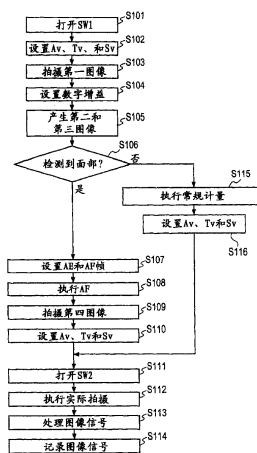 S101
打开SW1
S102
设置Av、Tv、和Sv
S103
拍摄第一图像
S104
设置数字增益
S105
产生第二和
第三图像
S106
检测到面部?
否
是
S115
执行常规计量
设置Av、Tv和Sv
S116
S107
设置AE和AF帧
S108
执行AF
S109
拍摄第四图像
S110
设置Av、Tv和Sv
S111
打开SW2
S112
执行实际拍摄
S113
处理图像信号
S114
记录图像信号